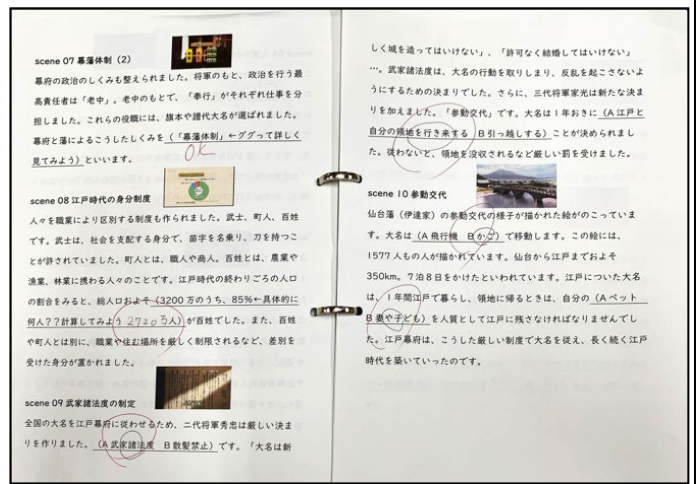 scene 07 幕藩体制(2)
幕府の政治のしくみも整えられました。将軍のもと、政治を行う最
高責任者は「老中」。老中のもとで、「奉行」がそれぞれ仕事を分
担しました。これらの役職には、旗本や譜代大名が選ばれました。
幕府と藩によるこうしたしくみを(「幕藩体制」←ググって詳しく
見てみよう)といいます。
OK
scene 08 江戸時代の身分制度
人々を職業により区別する制度も作られました。武士、町人、百姓
です。武士は、社会を支配する身分で、苗字を名乗り、刀を持つこ
とが許されていました。町人とは、職人や商人。百姓とは、農業や
漁業、林業に携わる人々のことです。江戸時代の終わりごろの人口
の割合をみると、総人口およそ(3200万のうち、85%←具体的に
何人??計算してみよう 2720万人)が百姓でした。また、百姓
や町人とは別に、職業や住む場所を厳しく制限されるなど、差別を
受けた身分が置かれました。
scene 09 武家諸法度の制定
全国の大名を江戸幕府に従わせるため、二代将軍秀忠は厳しい決ま
りを作りました。(A 武家諸法度 B 散髪禁止)です。「大名は新
しく城を造ってはいけない」、「許可なく結婚してはいけない」
…。武家諸法度は、大名の行動を取りしまり、反乱を起こさないよ
うにするための決まりでした。さらに、三代将軍家光は新たな決ま
りを加えました。「参勤交代」です。大名は1年おきに(A 江戸と
自分の領地を行き来する B 引っ越しする)ことが決められまし
た。従わないと、領地を没収されるなど厳しい罰を受けました。
scene 10 参勤交代
仙台藩(伊達家)の参勤交代の様子が描かれた絵がのこっていま
す。大名は(A 飛行機 B かご)で移動します。この絵には、
1577人もの人が描かれています。仙台から江戸までおよそ
350km。7泊8日をかけたといわれています。江戸についた大名
は、1年間江戸で暮らし、領地に帰るときは、自分の(A ペット
B 妻や子ども)を人質として江戸に残さなければなりませんでし
た。江戸幕府は、こうした厳しい制度で大名を従え、長く続く江戸
時代を築いていったのです。